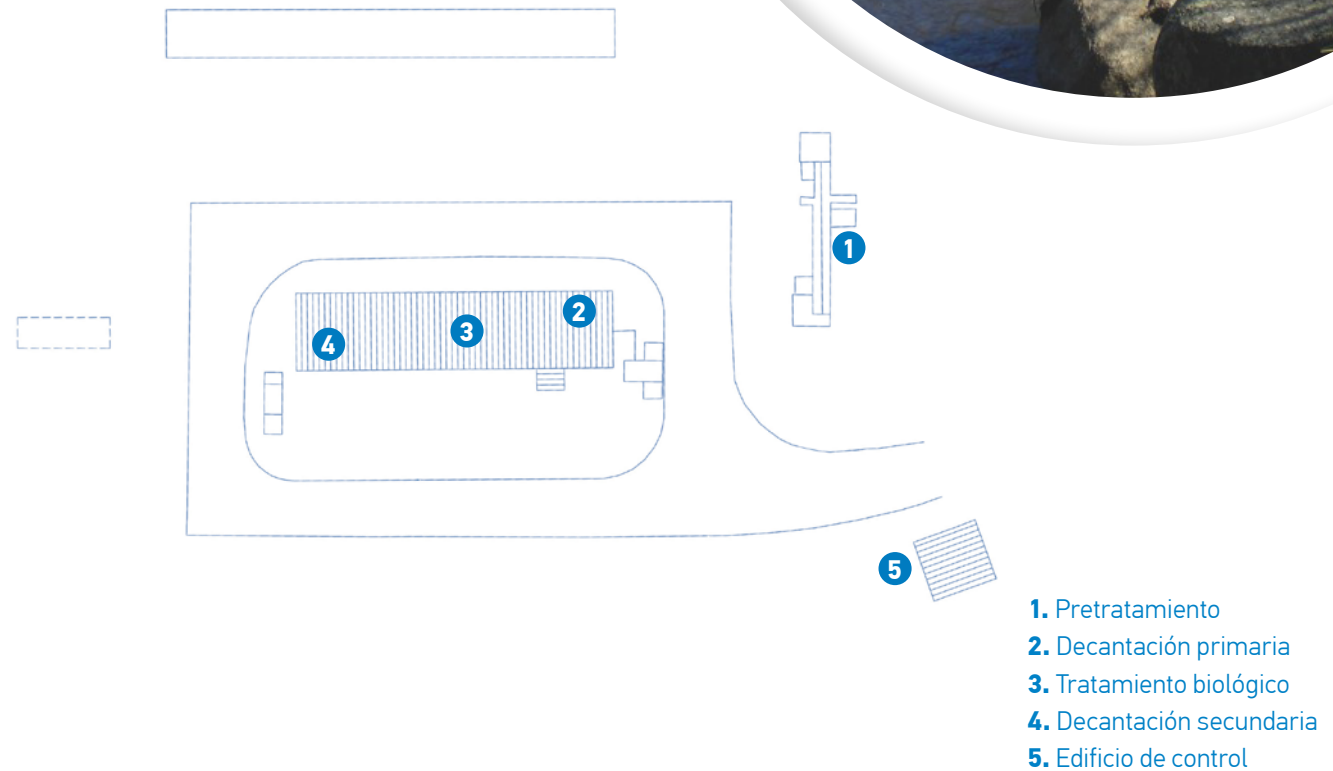 1
2
3
4
5
1. Pretratamiento
2. Decantación primaria
3. Tratamiento biológico
4. Decantación secundaria
5. Edificio de control